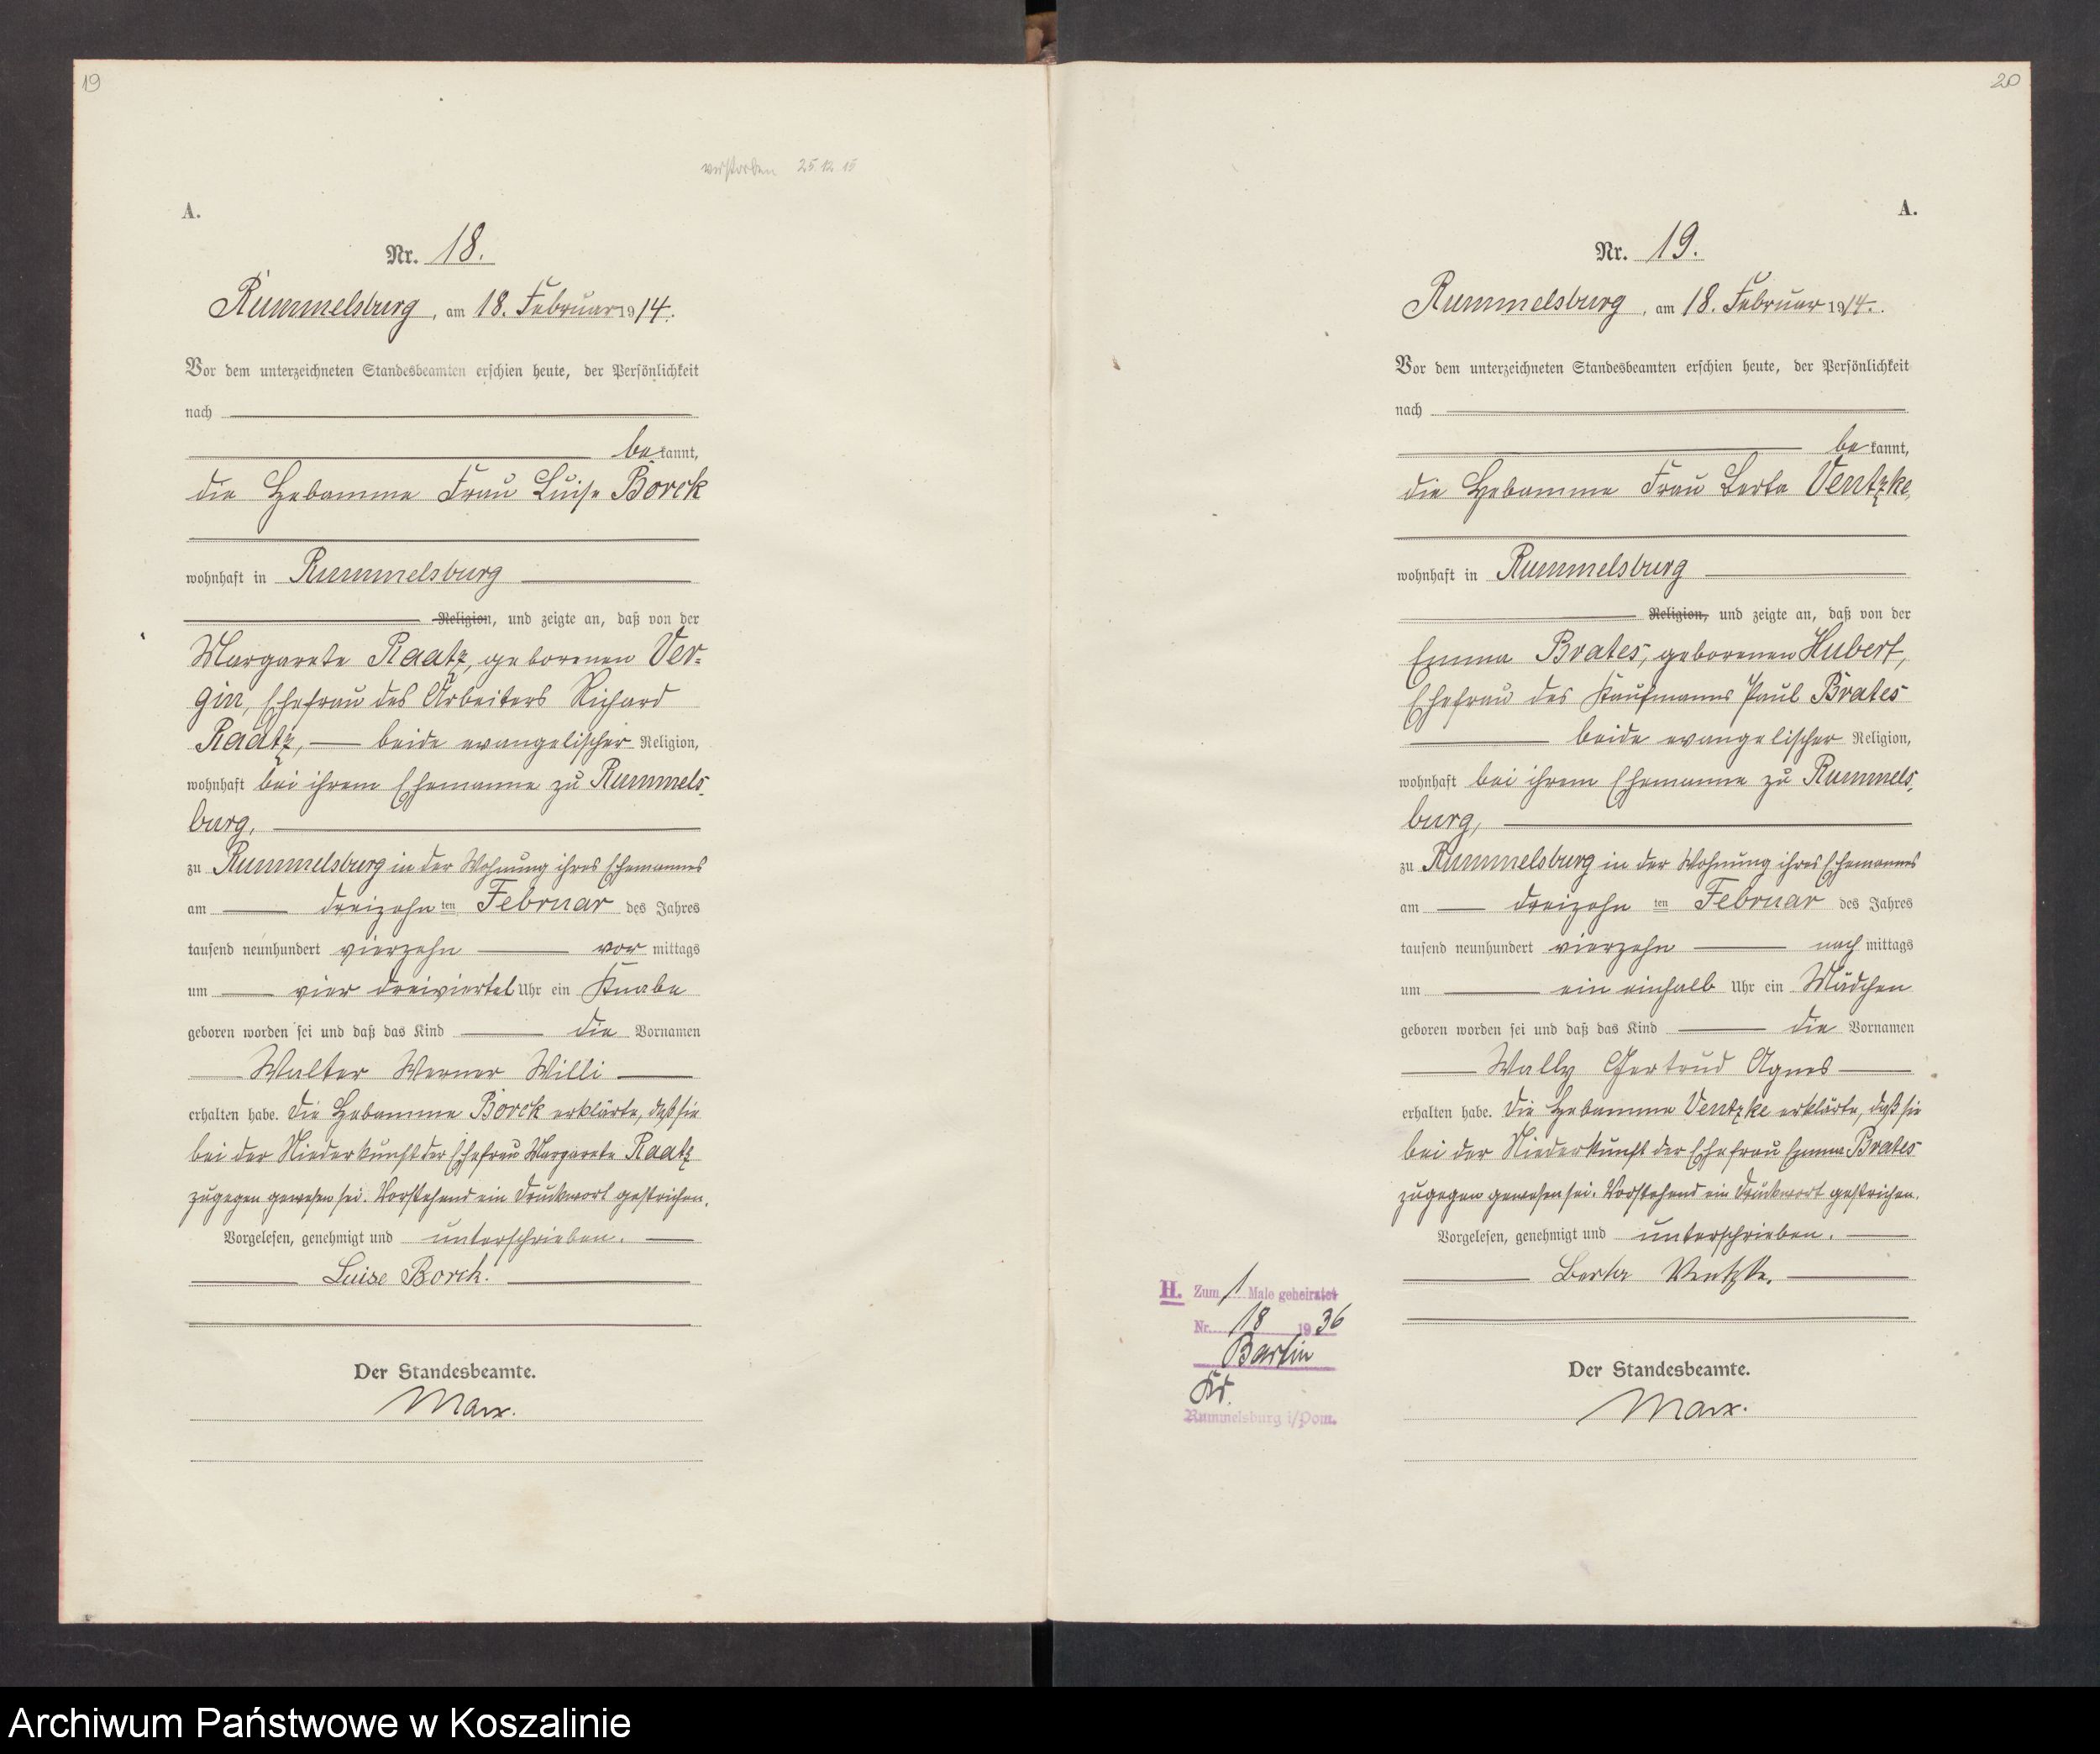 19
verstorben 25.12.15
A.
Nr. 18.
Rummelsburg, am 18. Februar 1914.
Vor dem unterzeichneten Standesbeamten erschien heute, der Persönlichkeit
nach
bekannt,
die Hebamme Frau Luise Borck
wohnhaft in Rummelsburg
Religion, und zeigte an, daß von der
Margarete Raatz, geborenen Ver-
gin, Ehefrau des Arbeiters Richard
Raatz, beide evangelischer Religion,
wohnhaft bei ihrem Ehemanne zu Rummels-
burg,
zu Rummelsburg in der Wohnung ihres Ehemannes
am dreizehn ten Februar des Jahres
tausend neunhundert vierzehn vor mittags
um vier dreiviertel Uhr ein Knabe
geboren worden sei und daß das Kind die Vornamen
Walter Werner Willi
erhalten habe. Die Hebamme Borck erklärte, daß sie
bei der Niederkunft der Ehefrau Margarete Raatz
zugegen gewesen sei. Vorstehend ein Druckwort gestrichen.
Vorgelesen, genehmigt und unterschrieben.
Luise Borck.
Der Standesbeamte.
Marx.
20
A.
Nr. 19.
Rummelsburg, am 18. Februar 1914.
Vor dem unterzeichneten Standesbeamten erschien heute, der Persönlichkeit
nach
bekannt,
die Hebamme Frau Berta Ventzke,
wohnhaft in Rummelsburg
Religion, und zeigte an, daß von der
Emma Brates, geborenen Hubert,
Ehefrau des Kaufmanns Paul Brates
beide evangelischer Religion,
wohnhaft bei ihrem Ehemanne zu Rummels-
burg,
zu Rummelsburg in der Wohnung ihres Ehemannes
am dreizehn ten Februar des Jahres
tausend neunhundert vierzehn nach mittags
um ein einhalb Uhr ein Mädchen
geboren worden sei und daß das Kind die Vornamen
Wally Gertrud Agnes
erhalten habe. Die Hebamme Ventzke erklärte, daß sie
bei der Niederkunft der Ehefrau Emma Brates
zugegen gewesen sei. Vorstehend ein Druckwort gestrichen.
Vorgelesen, genehmigt und unterschrieben.
Berta Ventzke.
H. Zum 1 Male geheiratet
Nr. 18 1936
Berlin
Rummelsburg i/Pom.
Der Standesbeamte.
Marx.
Archiwum Państwowe w Koszalinie